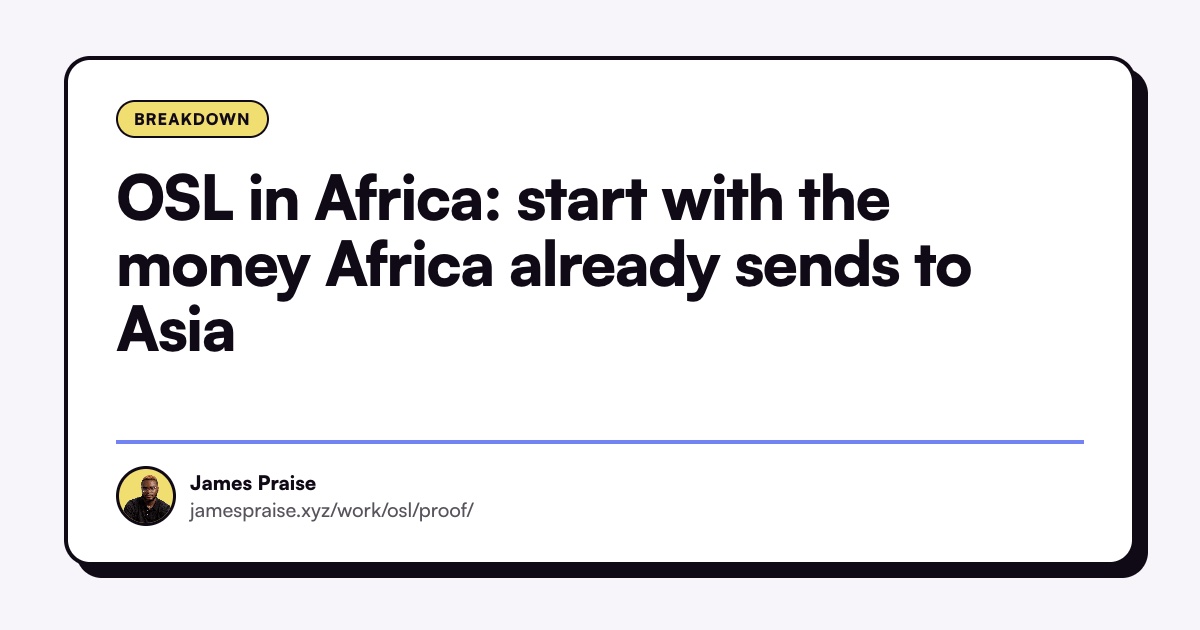 BREAKDOWN
OSL in Africa: start with the
money Africa already sends to
Asia
James Praise
jamespraise.xyz/work/osl/proof/